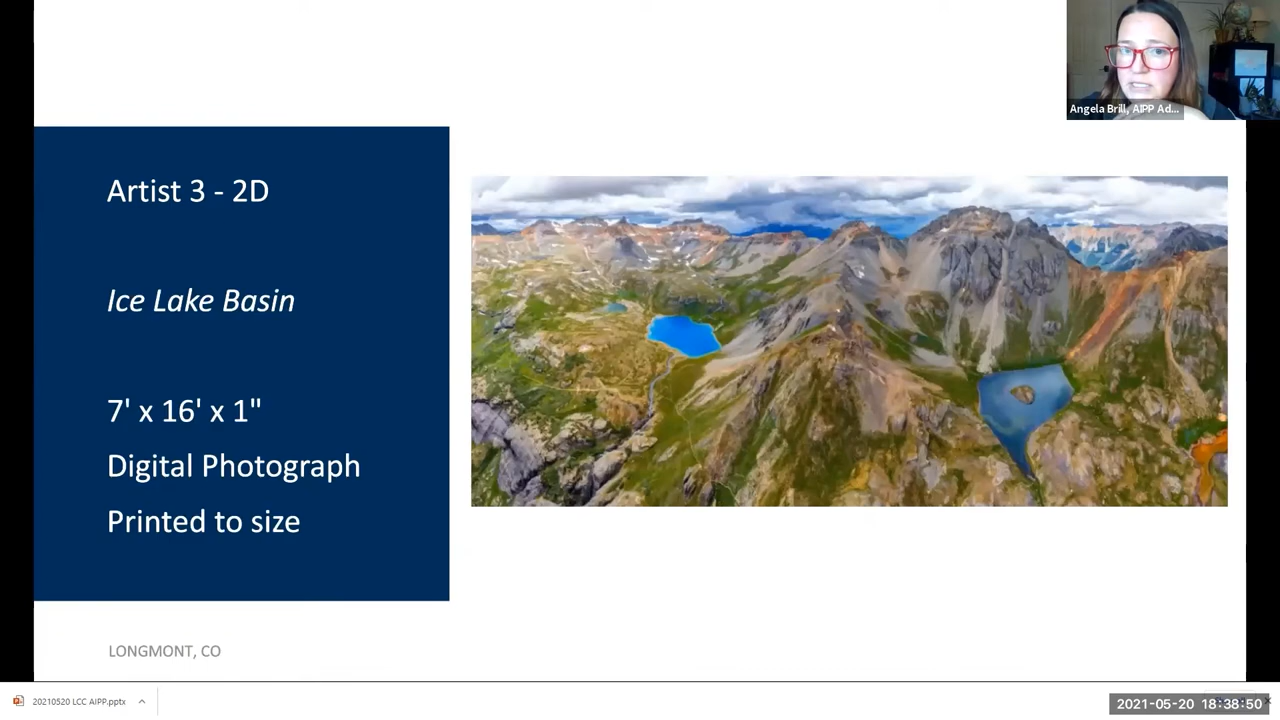 Angela Brill, AIPP Ad...
Artist 3 - 2D
Ice Lake Basin
7' x 16' x 1"
Digital Photograph
Printed to size
LONGMONT, CO
20210520 LCC AIPP.pptx
2021-05-20 18:38:50